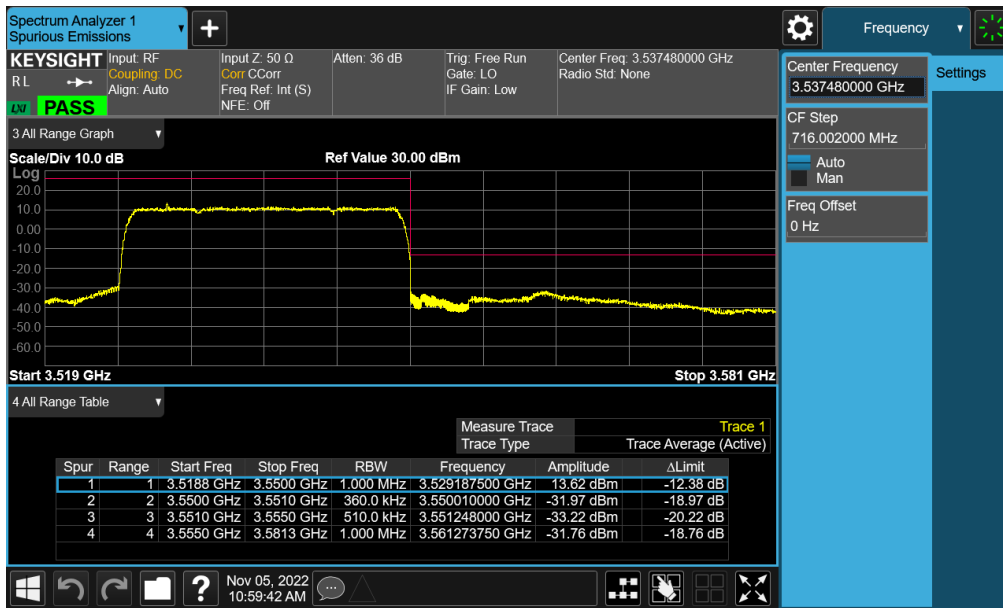 Spectrum Analyzer 1
Spurious Emissions
Frequency
KEYSIGHT
Input: RF
Coupling: DC
Align: Auto
Input Z: 50 Ω
Corr CCorr
Freq Ref: Int (S)
NFE: Off
Atten: 36 dB
Trig: Free Run
Gate: LO
IF Gain: Low
Center Freq: 3.537480000 GHz
Radio Std: None
R L
LXI
PASS
Center Frequency
3.537480000 GHz
Settings
CF Step
716.002000 MHz
Auto
Man
Freq Offset
0 Hz
3 All Range Graph
Scale/Div 10.0 dB
Ref Value 30.00 dBm
Log
20.0
10.0
0.00
-10.0
-20.0
-30.0
-40.0
-50.0
-60.0
Start 3.519 GHz
Stop 3.581 GHz
4 All Range Table
Measure Trace Trace 1
Trace Type Trace Average (Active)
Spur Range Start Freq Stop Freq RBW Frequency Amplitude ΔLimit
1 1 3.5188 GHz 3.5500 GHz 1.000 MHz 3.529187500 GHz 13.62 dBm -12.38 dB
2 2 3.5500 GHz 3.5510 GHz 360.0 kHz 3.550010000 GHz -31.97 dBm -18.97 dB
3 3 3.5510 GHz 3.5550 GHz 510.0 kHz 3.551248000 GHz -33.22 dBm -20.22 dB
4 4 3.5550 GHz 3.5813 GHz 1.000 MHz 3.561273750 GHz -31.76 dBm -18.76 dB
Nov 05, 2022
10:59:42 AM